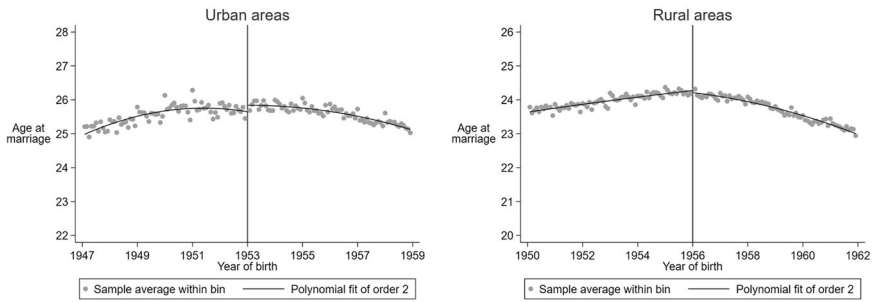 Urban areas
28
27
26
25
24
23
22
Age at
marriage
1947
1949
1951
1953
1955
1957
1959
Year of birth
Sample average within bin
Polynomial fit of order 2
Rural areas
26
25
24
23
22
21
20
Age at
marriage
1950
1952
1954
1956
1958
1960
1962
Year of birth
Sample average within bin
Polynomial fit of order 2